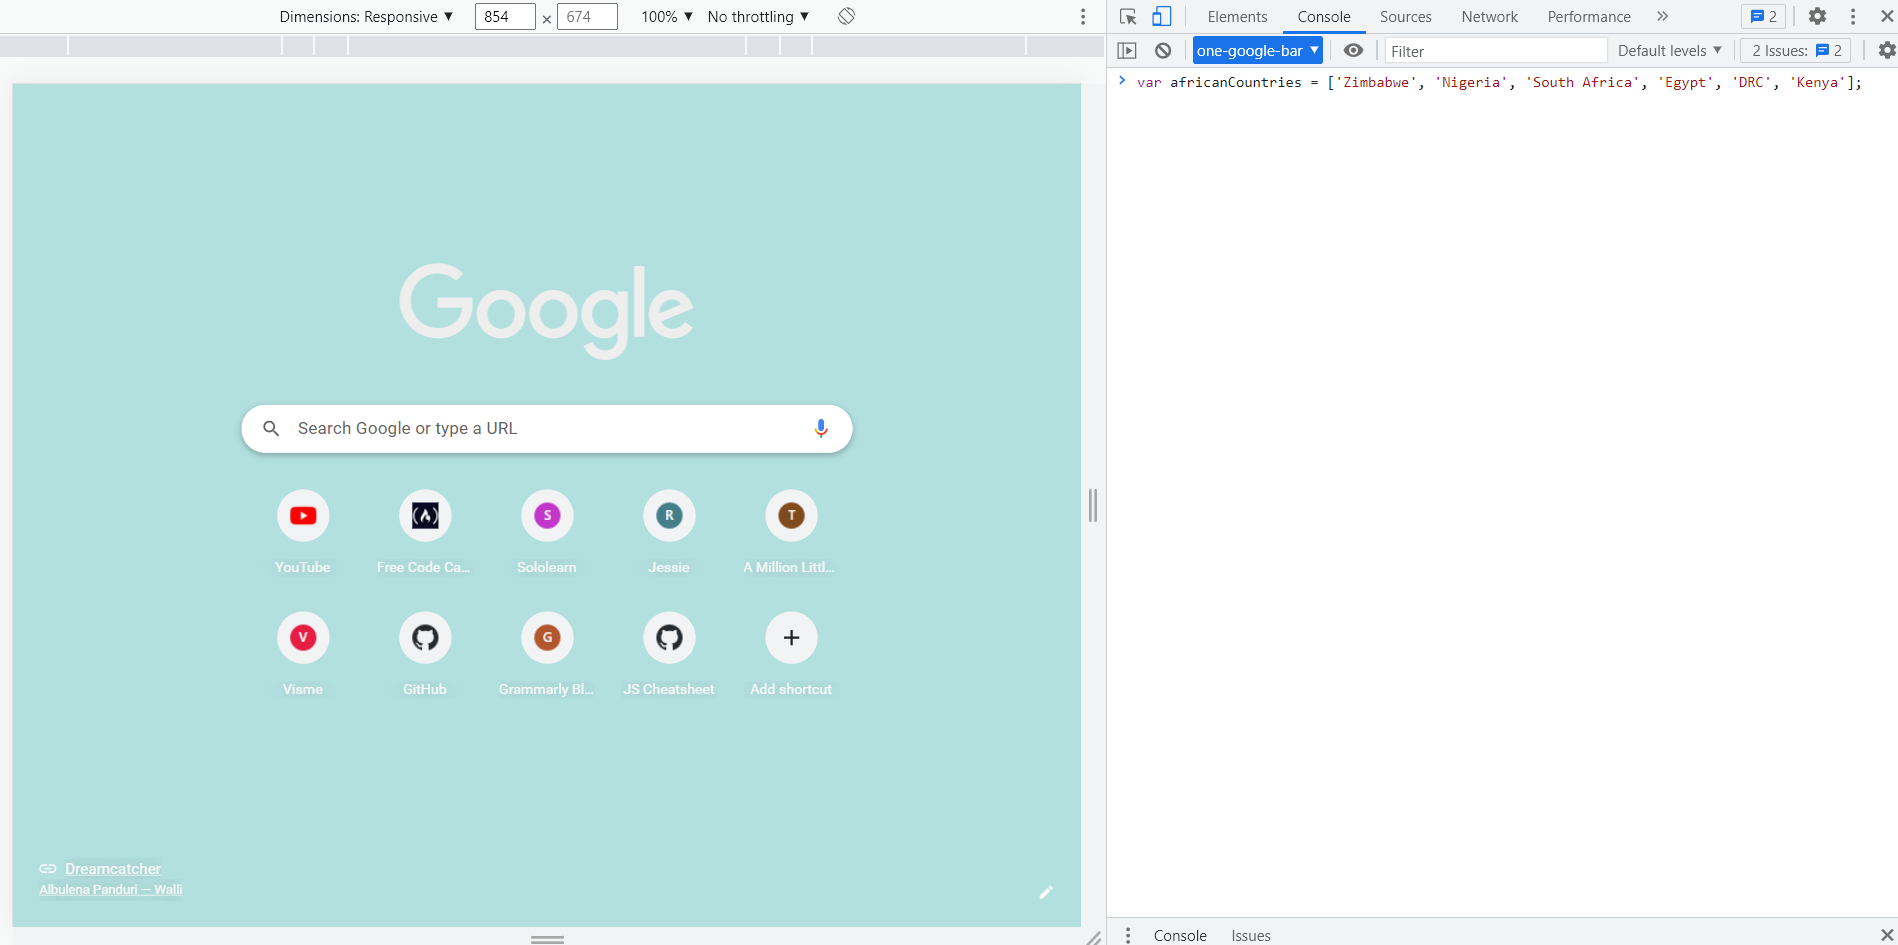 Dimensions: Responsive ▼ 854 × 674 100% ▼ No throttling ▼
Elements Console Sources Network Performance » 2
one-google-bar ▼ Filter Default levels ▼ 2 Issues: 2
> var africanCountries = ['Zimbabwe', 'Nigeria', 'South Africa', 'Egypt', 'DRC', 'Kenya'];
Google
Search Google or type a URL
S R T
YouTube Free Code Ca... Sololearn Jessie A Million Littl...
V G +
Visme GitHub Grammarly Bl... JS Cheatsheet Add shortcut
Dreamcatcher
Albulena Panduri — Walli
Console Issues